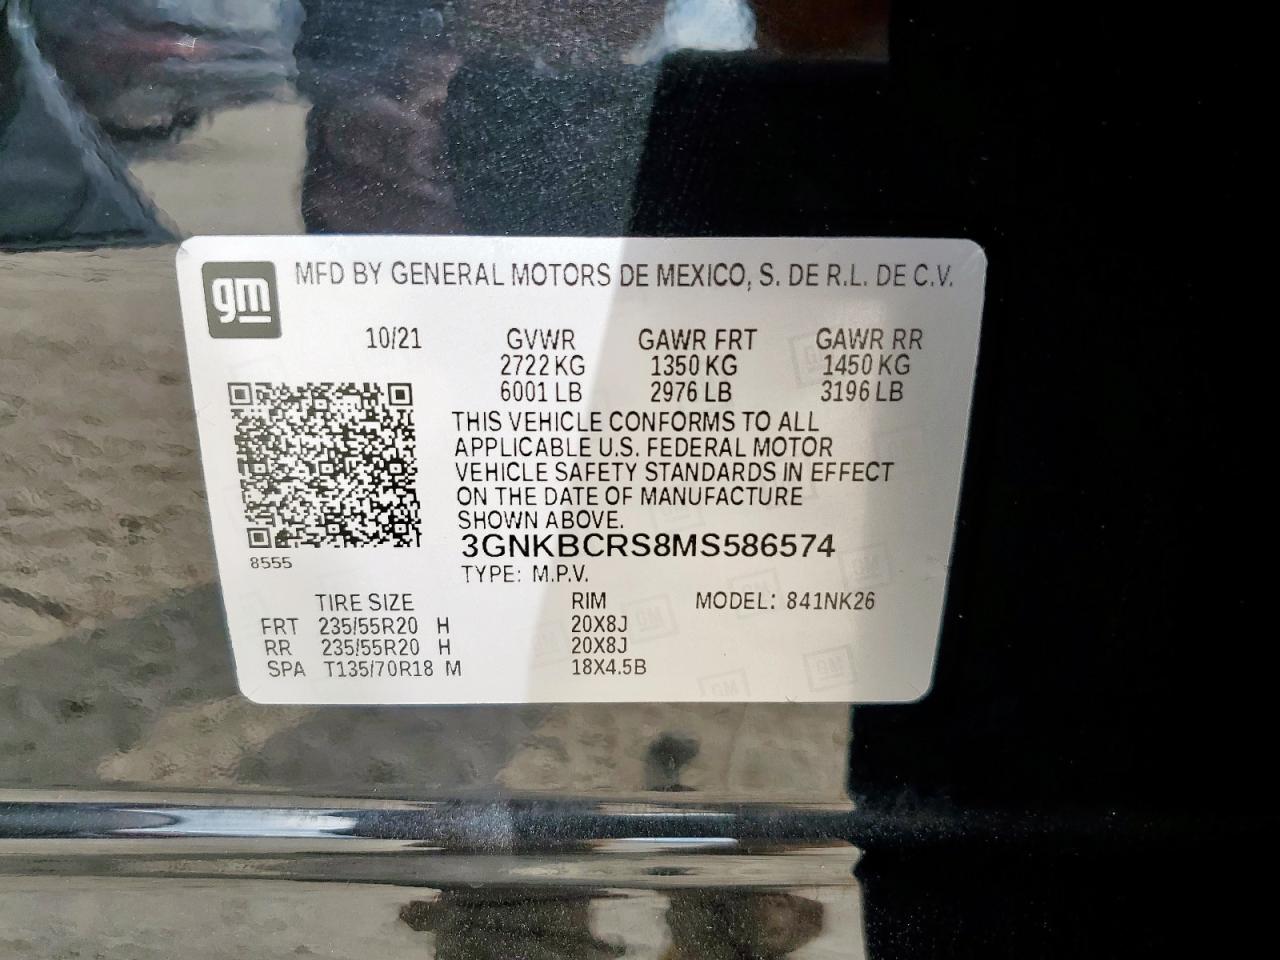 gm MFD BY GENERAL MOTORS DE MEXICO, S. DE R.L. DE C.V.
10/21 GVWR GAWR FRT GAWR RR
2722 KG 1350 KG 1450 KG
6001 LB 2976 LB 3196 LB
THIS VEHICLE CONFORMS TO ALL
APPLICABLE U.S. FEDERAL MOTOR
VEHICLE SAFETY STANDARDS IN EFFECT
ON THE DATE OF MANUFACTURE
SHOWN ABOVE.
3GNKBCRS8MS586574
8555
TYPE: M.P.V.
TIRE SIZE RIM MODEL: 841NK26
FRT 235/55R20 H 20X8J
RR 235/55R20 H 20X8J
SPA T135/70R18 M 18X4.5B